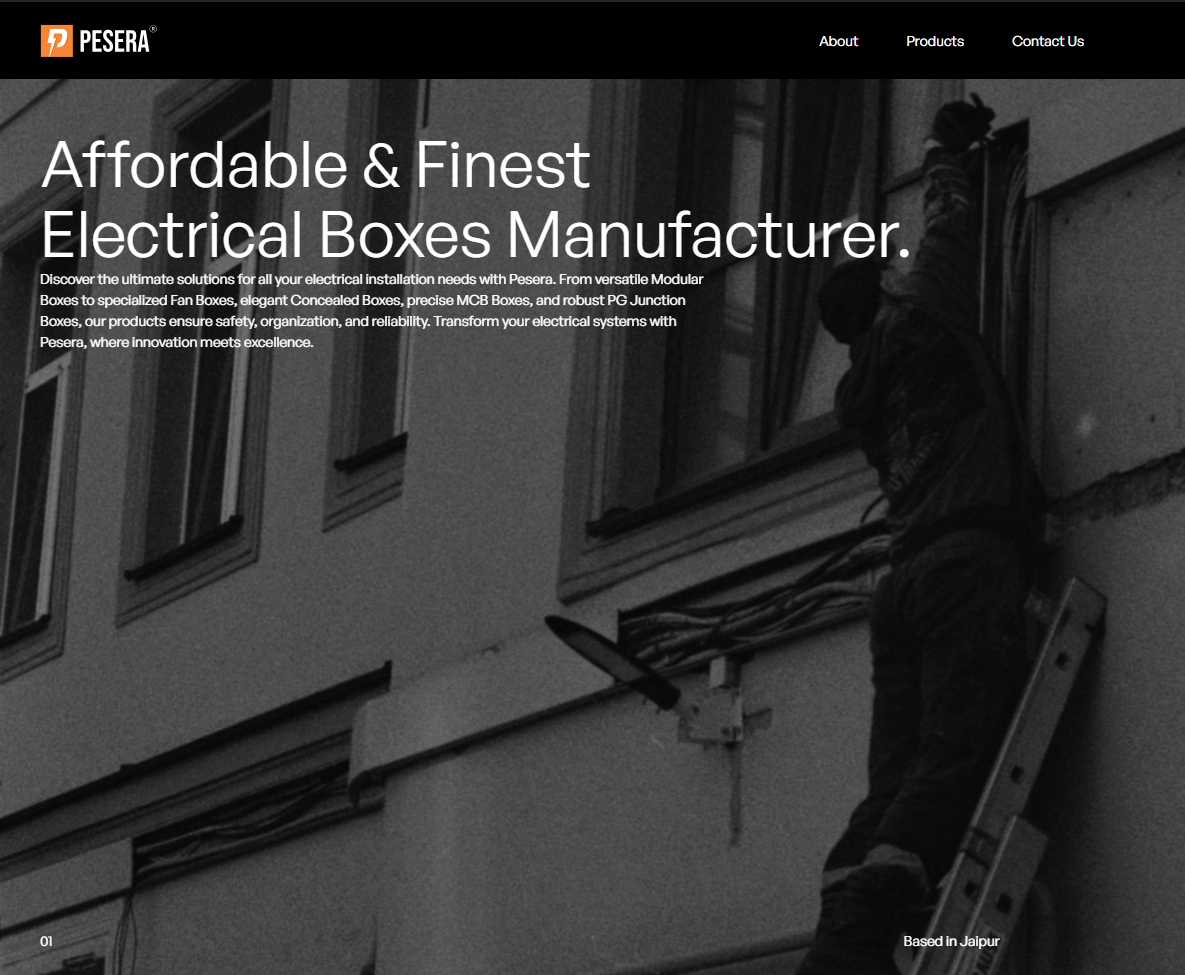 PESERA®
About
Products
Contact Us
Affordable & Finest
Electrical Boxes Manufacturer.
Discover the ultimate solutions for all your electrical installation needs with Pesera. From versatile Modular
Boxes to specialized Fan Boxes, elegant Concealed Boxes, precise MCB Boxes, and robust PG Junction
Boxes, our products ensure safety, organization, and reliability. Transform your electrical systems with
Pesera, where innovation meets excellence.
01
Based in Jaipur